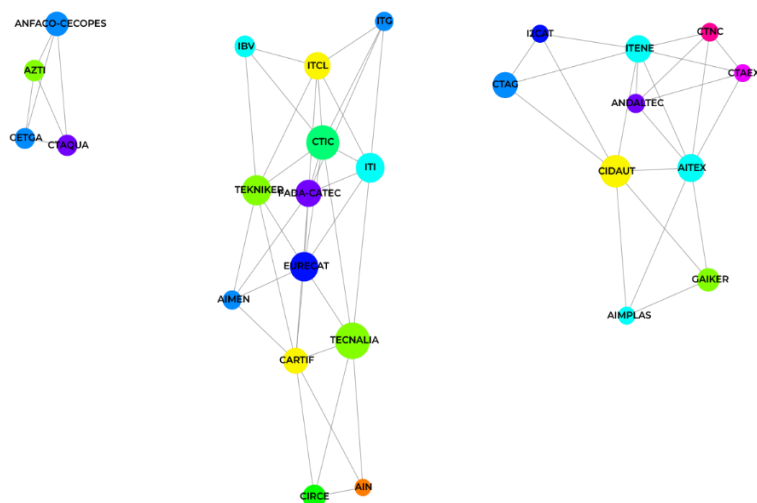 ANFACO-CECOPES
AZTI
CETGA
CTAQUA
ITG
IBV
ITCL
CTIC
ITI
TEKNIKER
FADA-CATEC
EURECAT
AIMEN
TECNALIA
CARTIF
CIRCE
AIN
I2CAT
CTNC
ITENE
CTAEX
CTAG
ANDALTEC
CIDAUT
AITEX
GAIKER
AIMPLAS